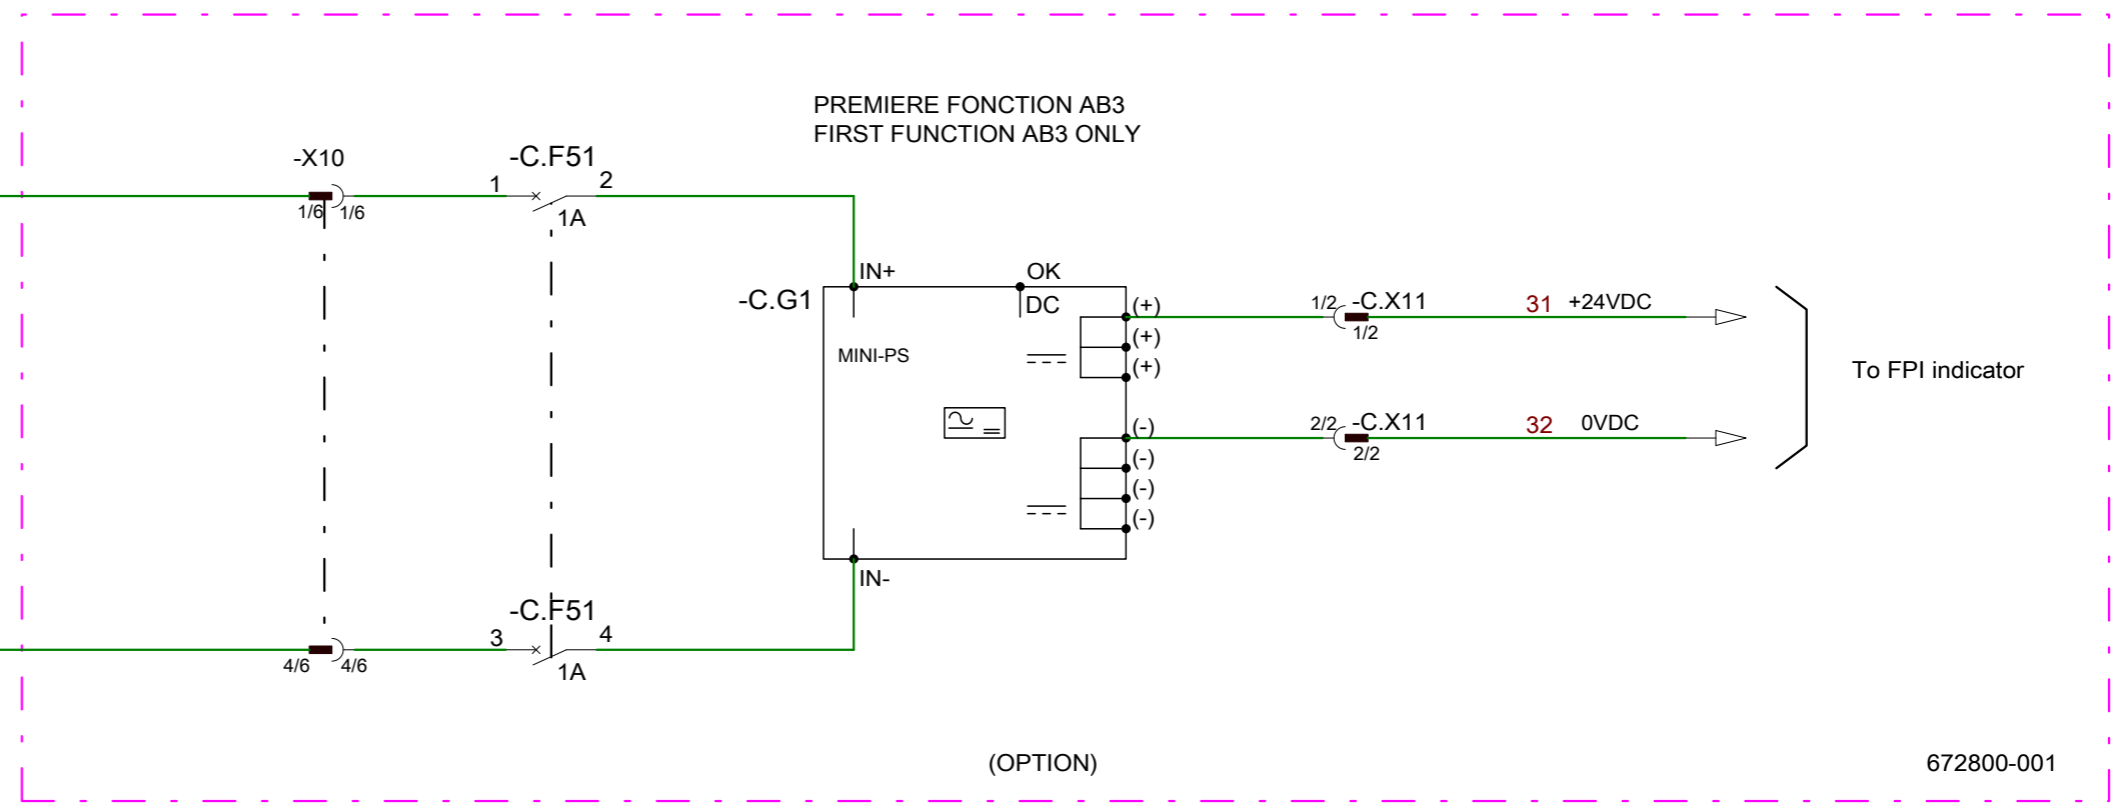 PREMIERE FONCTION AB3
FIRST FUNCTION AB3 ONLY
-X10
-C.F51
1
2
1/6
1/6
1A
IN+
OK
-C.G1
DC
(+)
1/2
-C.X11
31
+24VDC
1/2
(+)
MINI-PS
(+)
To FPI indicator
(-)
2/2
-C.X11
32
0VDC
2/2
(-)
(-)
(-)
IN-
-C.F51
3
4
4/6
4/6
1A
(OPTION)
672800-001